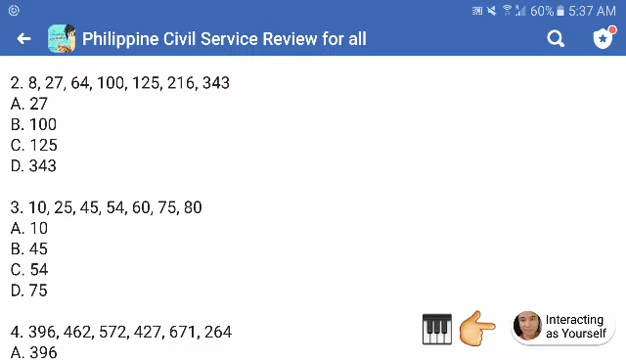 60% 5:37 AM
Philippine Civil Service Review for all
2. 8, 27, 64, 100, 125, 216, 343
A. 27
B. 100
C. 125
D. 343
3. 10, 25, 45, 54, 60, 75, 80
A. 10
B. 45
C. 54
D. 75
4. 396, 462, 572, 427, 671, 264
A. 396
Interacting
as Yourself